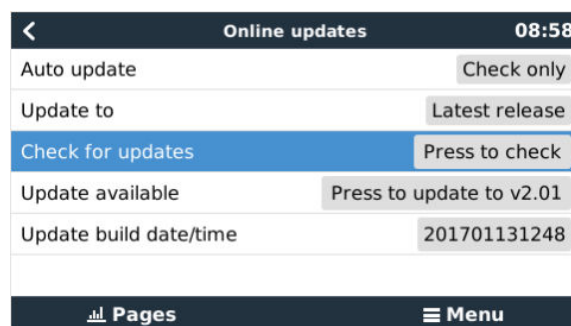 Online updates 08:58
Auto update Check only
Update to Latest release
Check for updates Press to check
Update available Press to update to v2.01
Update build date/time 201701131248
Pages Menu